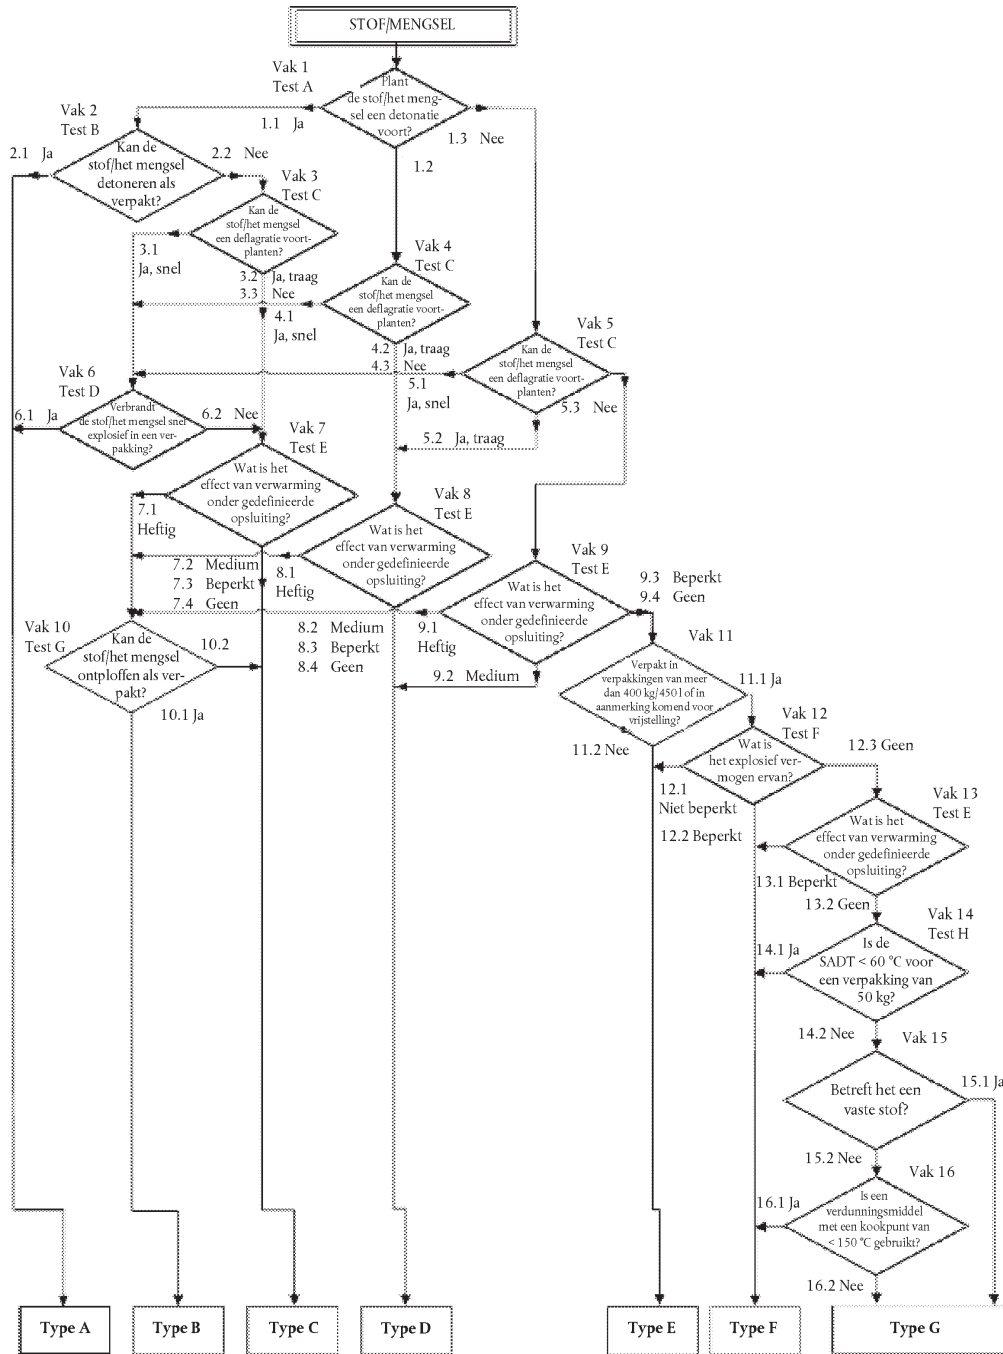 STOF/MENGSEL
Vak 1
Test A
Plant
de stof/het meng-
sel een detonatie
voort?
1.1 Ja
1.3 Nee
1.2
Vak 2
Test B
2.1 Ja
2.2 Nee
Kan de
stof/het mengsel
detoneren als
verpakt?
Vak 3
Test C
Kan de
stof/het mengsel
een deflagratie voort-
planten?
3.1
Ja, snel
3.2 Ja, traag
3.3 Nee
Vak 4
Test C
Kan de
stof/het mengsel
een deflagratie voort-
planten?
4.1
Ja, snel
4.2 Ja, traag
4.3 Nee
Vak 5
Test C
Kan de
stof/het mengsel
een deflagratie voort-
planten?
5.1
Ja, snel
5.3 Nee
5.2 Ja, traag
Vak 6
Test D
6.1 Ja
6.2 Nee
Verbrandt
de stof/het mengsel snel
explosief in een ver-
pakking?
Vak 7
Test E
Wat is het
effect van verwarming
onder gedefinieerde
opsluiting?
7.1
Heftig
7.2 Medium
7.3 Beperkt
7.4 Geen
Vak 8
Test E
Wat is het
effect van verwarming
onder gedefinieerde
opsluiting?
8.1
Heftig
8.2 Medium
8.3 Beperkt
8.4 Geen
Vak 9
Test E
Wat is het
effect van verwarming
onder gedefinieerde
opsluiting?
9.3 Beperkt
9.4 Geen
9.1
Heftig
9.2 Medium
Vak 10
Test G
Kan de
stof/het mengsel
ontploffen als ver-
pakt?
10.2
10.1 Ja
Vak 11
Verpakt in
verpakkingen van meer
dan 400 kg/450 l of in
aanmerking komend voor
vrijstelling?
11.1 Ja
11.2 Nee
Vak 12
Test F
Wat is
het explosief ver-
mogen ervan?
12.3 Geen
12.1
Niet beperkt
12.2 Beperkt
Vak 13
Test E
Wat is het
effect van verwarming
onder gedefinieerde
opsluiting?
13.1 Beperkt
13.2 Geen
Vak 14
Test H
14.1 Ja
Is de
SADT < 60 °C voor
een verpakking van
50 kg?
14.2 Nee
Vak 15
Betreft het een
vaste stof?
15.1 Ja
15.2 Nee
Vak 16
16.1 Ja
Is een
verdunningsmiddel
met een kookpunt van
< 150 °C gebruikt?
16.2 Nee
Type A
Type B
Type C
Type D
Type E
Type F
Type G